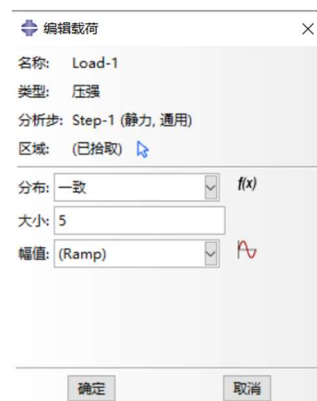 编辑载荷
名称: Load-1
类型: 压强
分析步: Step-1 (静力, 通用)
区域: (已拾取)
分布: 一致 f(x)
大小: 5
幅值: (Ramp)
确定 取消